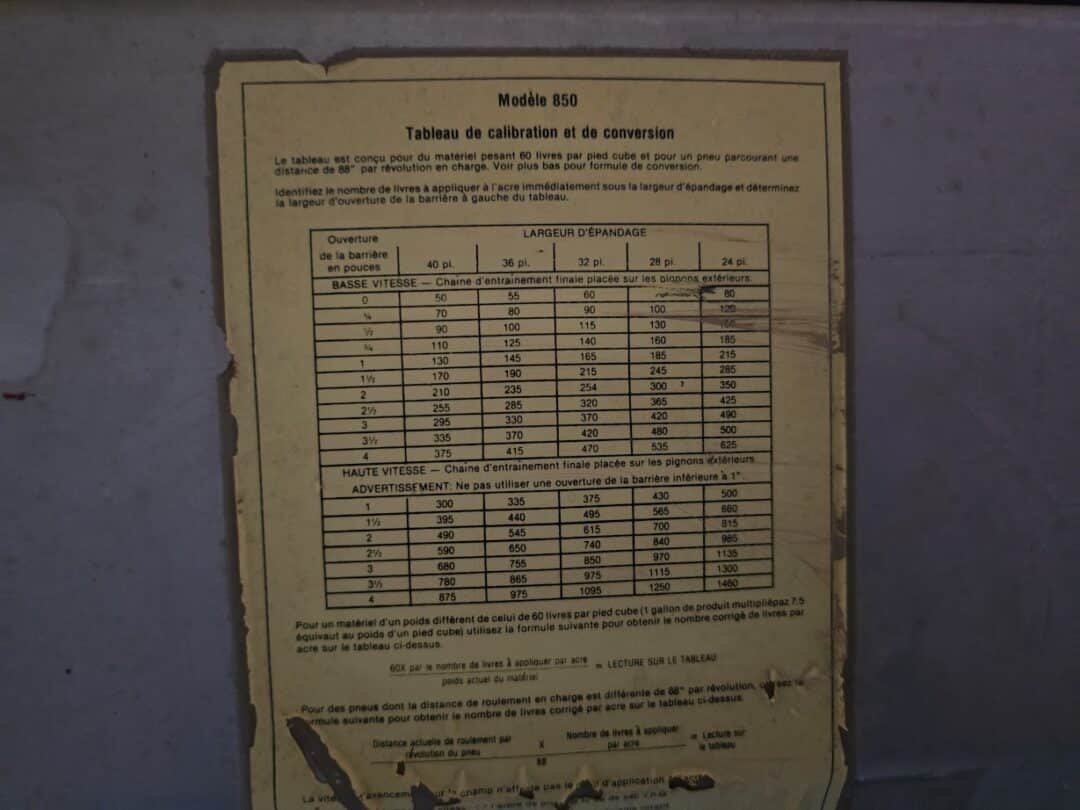 Modèle 850
Tableau de calibration et de conversion
Le tableau est conçu pour du matériel pesant 60 livres par pied cube et pour un pneu parcourant une
distance de 88" par révolution en charge. Voir plus bas pour formule de conversion.
Identifiez le nombre de livres à appliquer à l'acre immédiatement sous la largeur d'épandage et déterminez
la largeur d'ouverture de la barrière à gauche du tableau.
Ouverture de la barrière en pouces LARGEUR D'ÉPANDAGE
40 pi. 36 pi. 32 pi. 28 pi. 24 pi.
BASSE VITESSE — Chaine d'entrainement finale placée sur les pignons extérieurs.
0 50 55 60 80
¼ 70 80 90 100 120
½ 90 100 115 130
¾ 110 125 140 160 185
1 130 145 165 185 215
1½ 170 190 215 245 285
2 210 235 254 300 350
2½ 255 285 320 365 425
3 295 330 370 420 490
3½ 335 370 420 480 500
4 375 415 470 535 625
HAUTE VITESSE — Chaine d'entrainement finale placée sur les pignons extérieurs
ADVERTISSEMENT: Ne pas utiliser une ouverture de la barrière intérieure à 1".
1 300 335 375 430 500
1½ 395 440 495 565 660
2 490 545 615 700 815
2½ 590 650 740 840 985
3 680 755 850 970 1135
3½ 780 865 975 1115 1300
4 875 975 1095 1250 1460
Pour un matériel d'un poids différent de celui de 60 livres par pied cube (1 gallon de produit multipliépaz 7.5
équivaut au poids d'un pied cube) utilisez la formule suivante pour obtenir le nombre corrigé de livres par
acre sur le tableau ci-dessus.
60X par le nombre de livres à appliquer par acre = LECTURE SUR LE TABLEAU
poids actuel du matériel
Pour des pneus dont la distance de roulement en charge est différente de 88" par révolution, la
formule suivante pour obtenir le nombre de livres corrigé par acre sur le tableau ci-dessus.
Distance actuelle de roulement par révolution du pneu X Nombre de livres à appliquer par acre = Lecture sur le tableau
88
La champ pas le d'application